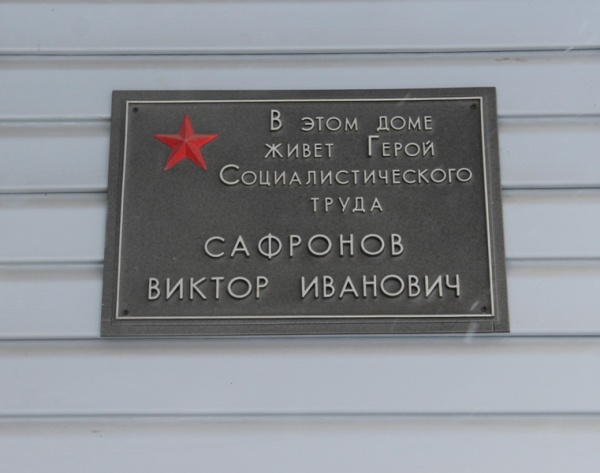 В этом доме
живет Герой
Социалистического
труда
САФРОНОВ
ВИКТОР ИВАНОВИЧ